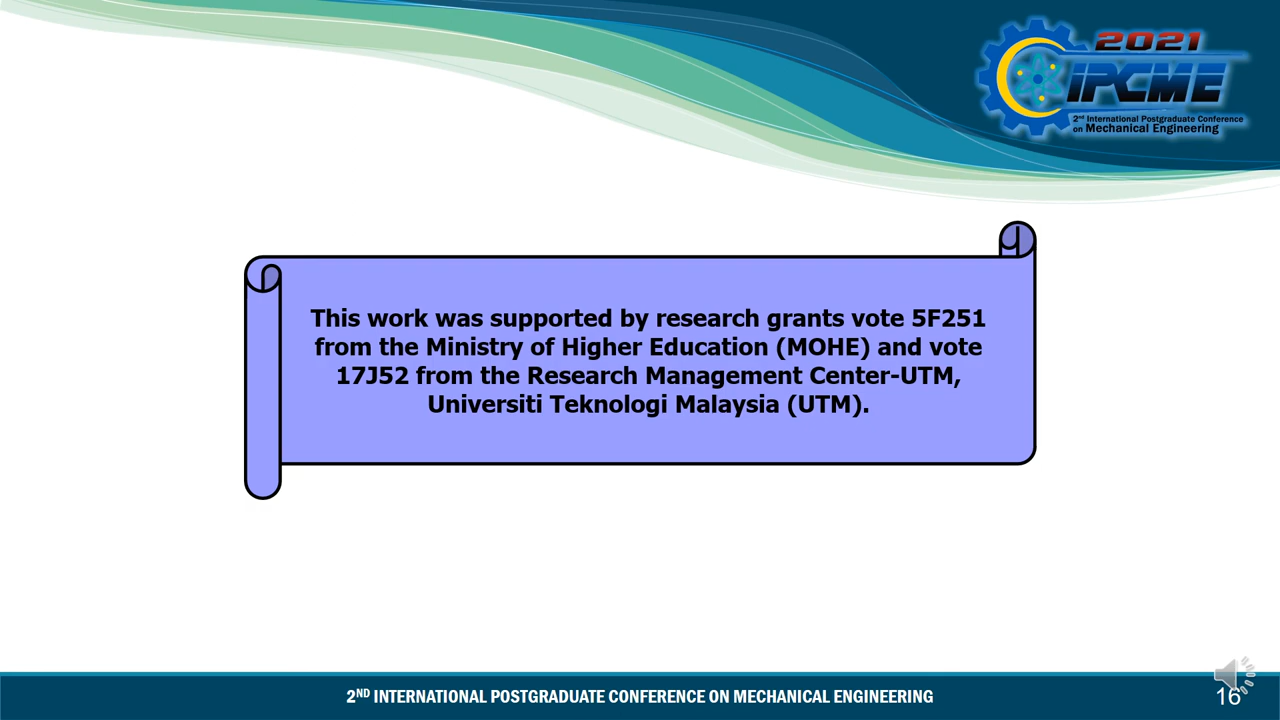 2021
IPCME
2nd International Postgraduate Conference
on Mechanical Engineering
This work was supported by research grants vote 5F251
from the Ministry of Higher Education (MOHE) and vote
17J52 from the Research Management Center-UTM,
Universiti Teknologi Malaysia (UTM).
2ND INTERNATIONAL POSTGRADUATE CONFERENCE ON MECHANICAL ENGINEERING
16